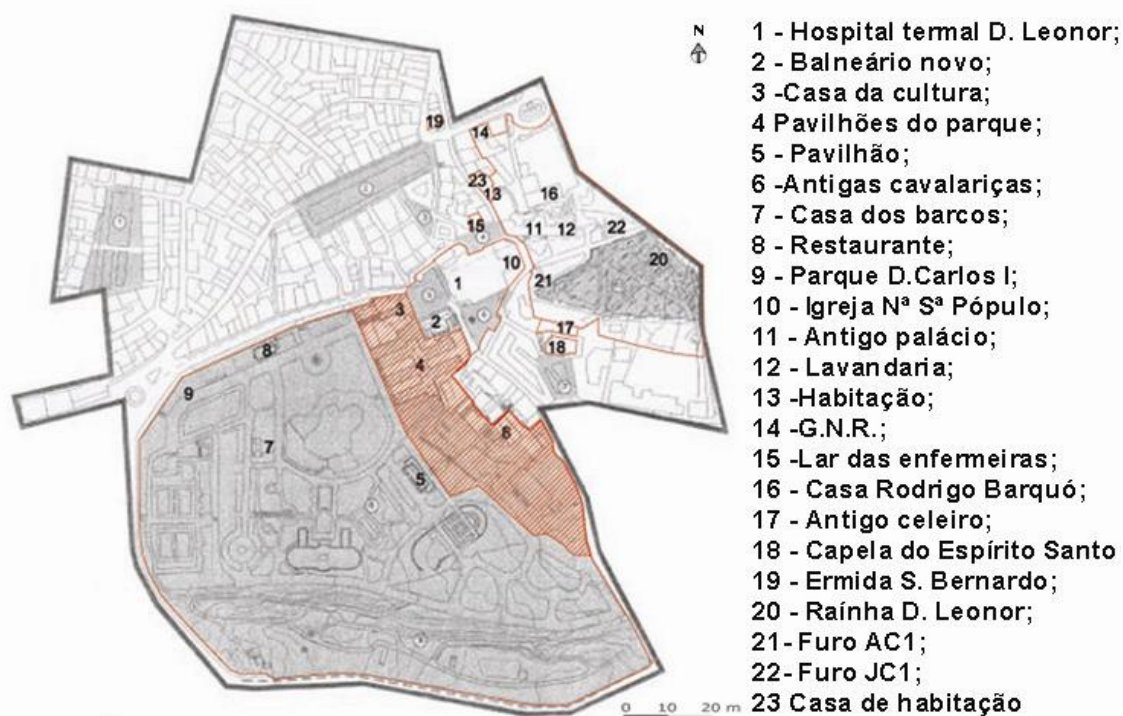 N
1 - Hospital termal D. Leonor;
2 - Balneário novo;
3 -Casa da cultura;
4 Pavilhões do parque;
5 - Pavilhão;
6 -Antigas cavalariças;
7 - Casa dos barcos;
8 - Restaurante;
9 - Parque D.Carlos I;
10 - Igreja Nª Sª Pópulo;
11 - Antigo palácio;
12 - Lavandaria;
13 -Habitação;
14 -G.N.R.;
15 -Lar das enfermeiras;
16 - Casa Rodrigo Barquó;
17 - Antigo celeiro;
18 - Capela do Espírito Santo
19 - Ermida S. Bernardo;
20 - Raínha D. Leonor;
21- Furo AC1;
22- Furo JC1;
23 Casa de habitação
19
14
23
13
16
15
11
12
22
10
20
1
21
3
2
17
18
8
4
9
6
7
5
0 10 20 m